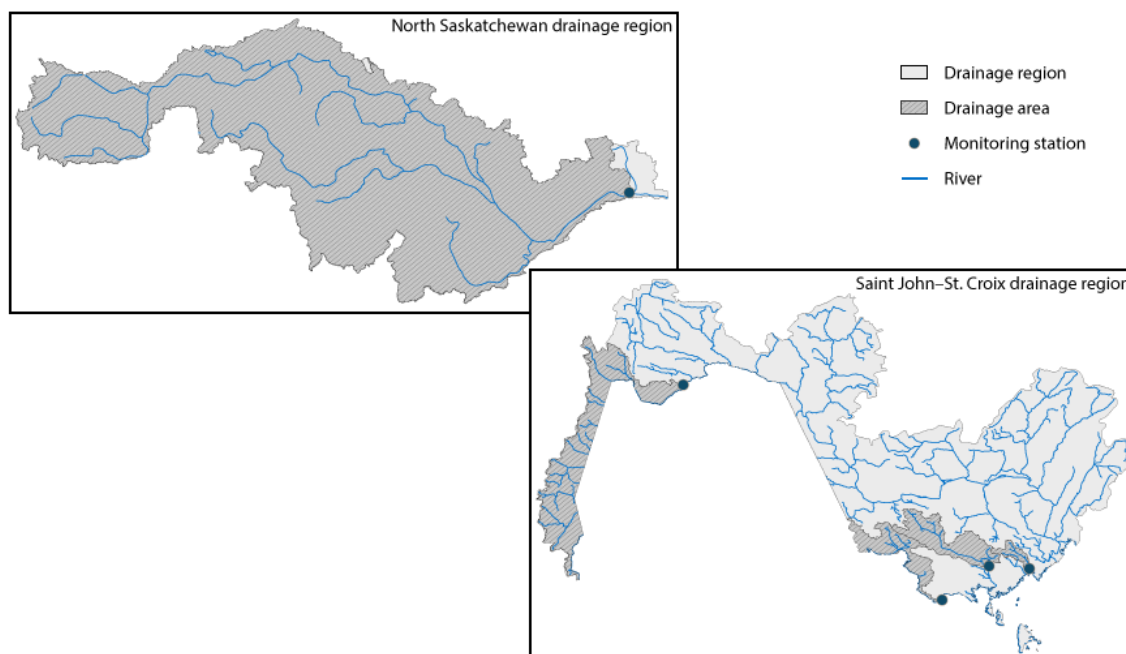 North Saskatchewan drainage region
Drainage region
Drainage area
Monitoring station
River
Saint John–St. Croix drainage region